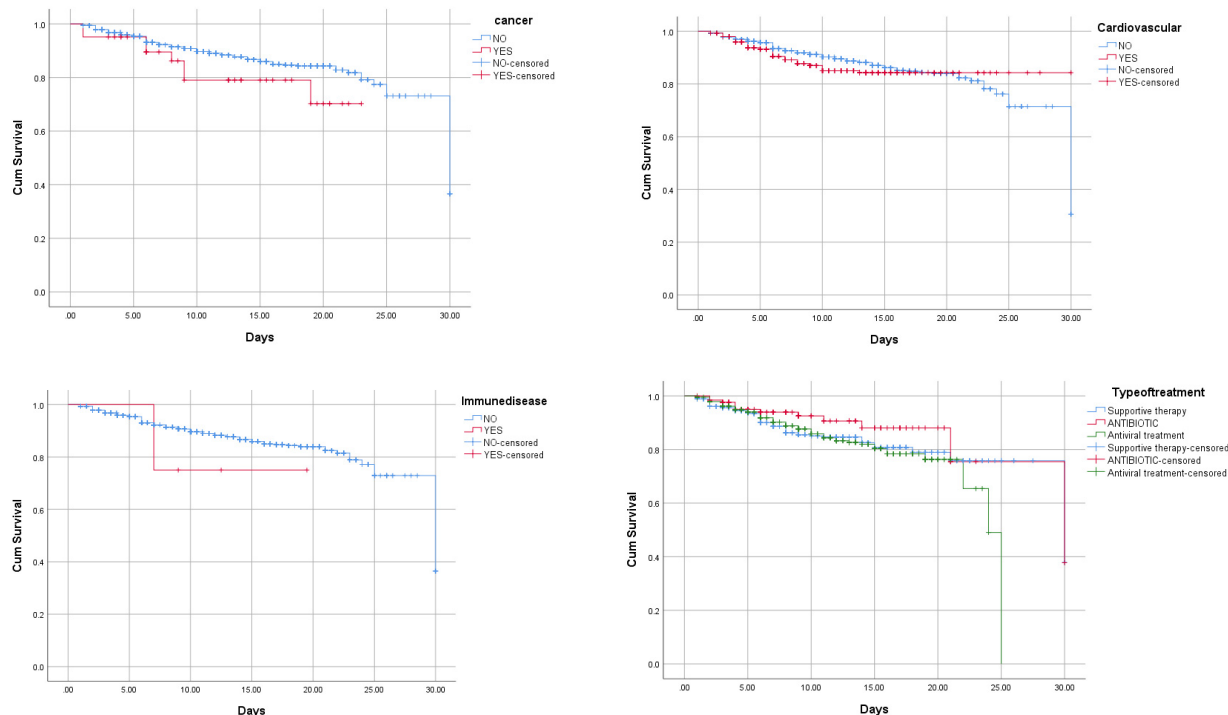 cancer
NO
YES
NO-censored
YES-censored
1.0
0.8
0.6
0.4
0.2
0.0
Cum Survival
.00 5.00 10.00 15.00 20.00 25.00 30.00
Days
Cardiovascular
NO
YES
NO-censored
YES-censored
1.0
0.8
0.6
0.4
0.2
0.0
Cum Survival
.00 5.00 10.00 15.00 20.00 25.00 30.00
Days
Immunedisease
NO
YES
NO-censored
YES-censored
1.0
0.8
0.6
0.4
0.2
0.0
Cum Survival
.00 5.00 10.00 15.00 20.00 25.00 30.00
Days
Typeoftreatment
Supportive therapy
ANTIBIOTIC
Antiviral treatment
Supportive therapy-censored
ANTIBIOTIC-censored
Antiviral treatment-censored
1.0
0.8
0.6
0.4
0.2
0.0
Cum Survival
.00 5.00 10.00 15.00 20.00 25.00 30.00
Days